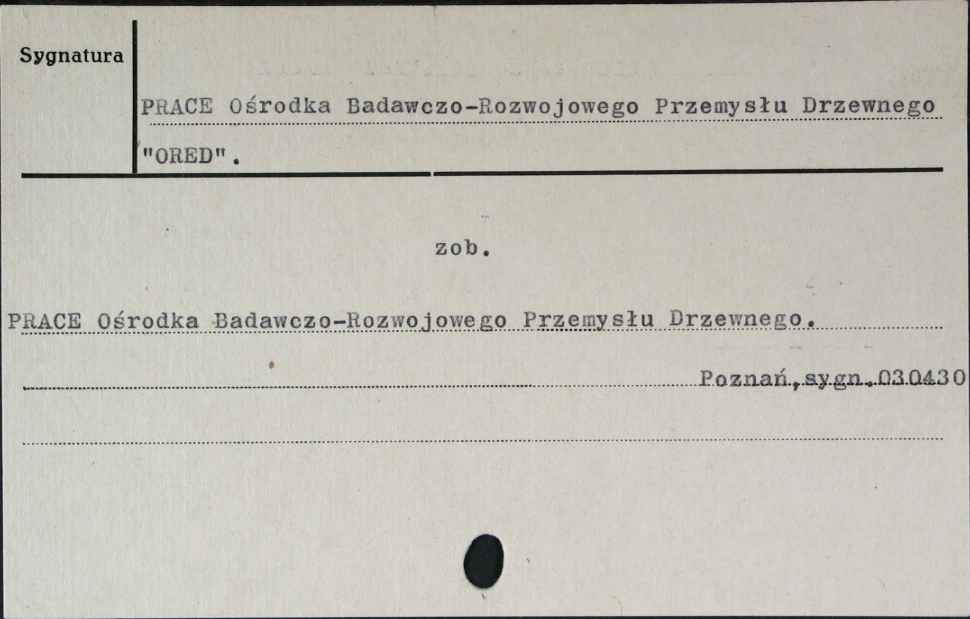 Sygnatura
PRACE Ośrodka Badawczo-Rozwojowego Przemysłu Drzewnego
"ORED".
zob.
PRACE Ośrodka Badawczo-Rozwojowego Przemysłu Drzewnego.
Poznań,sygn.030430